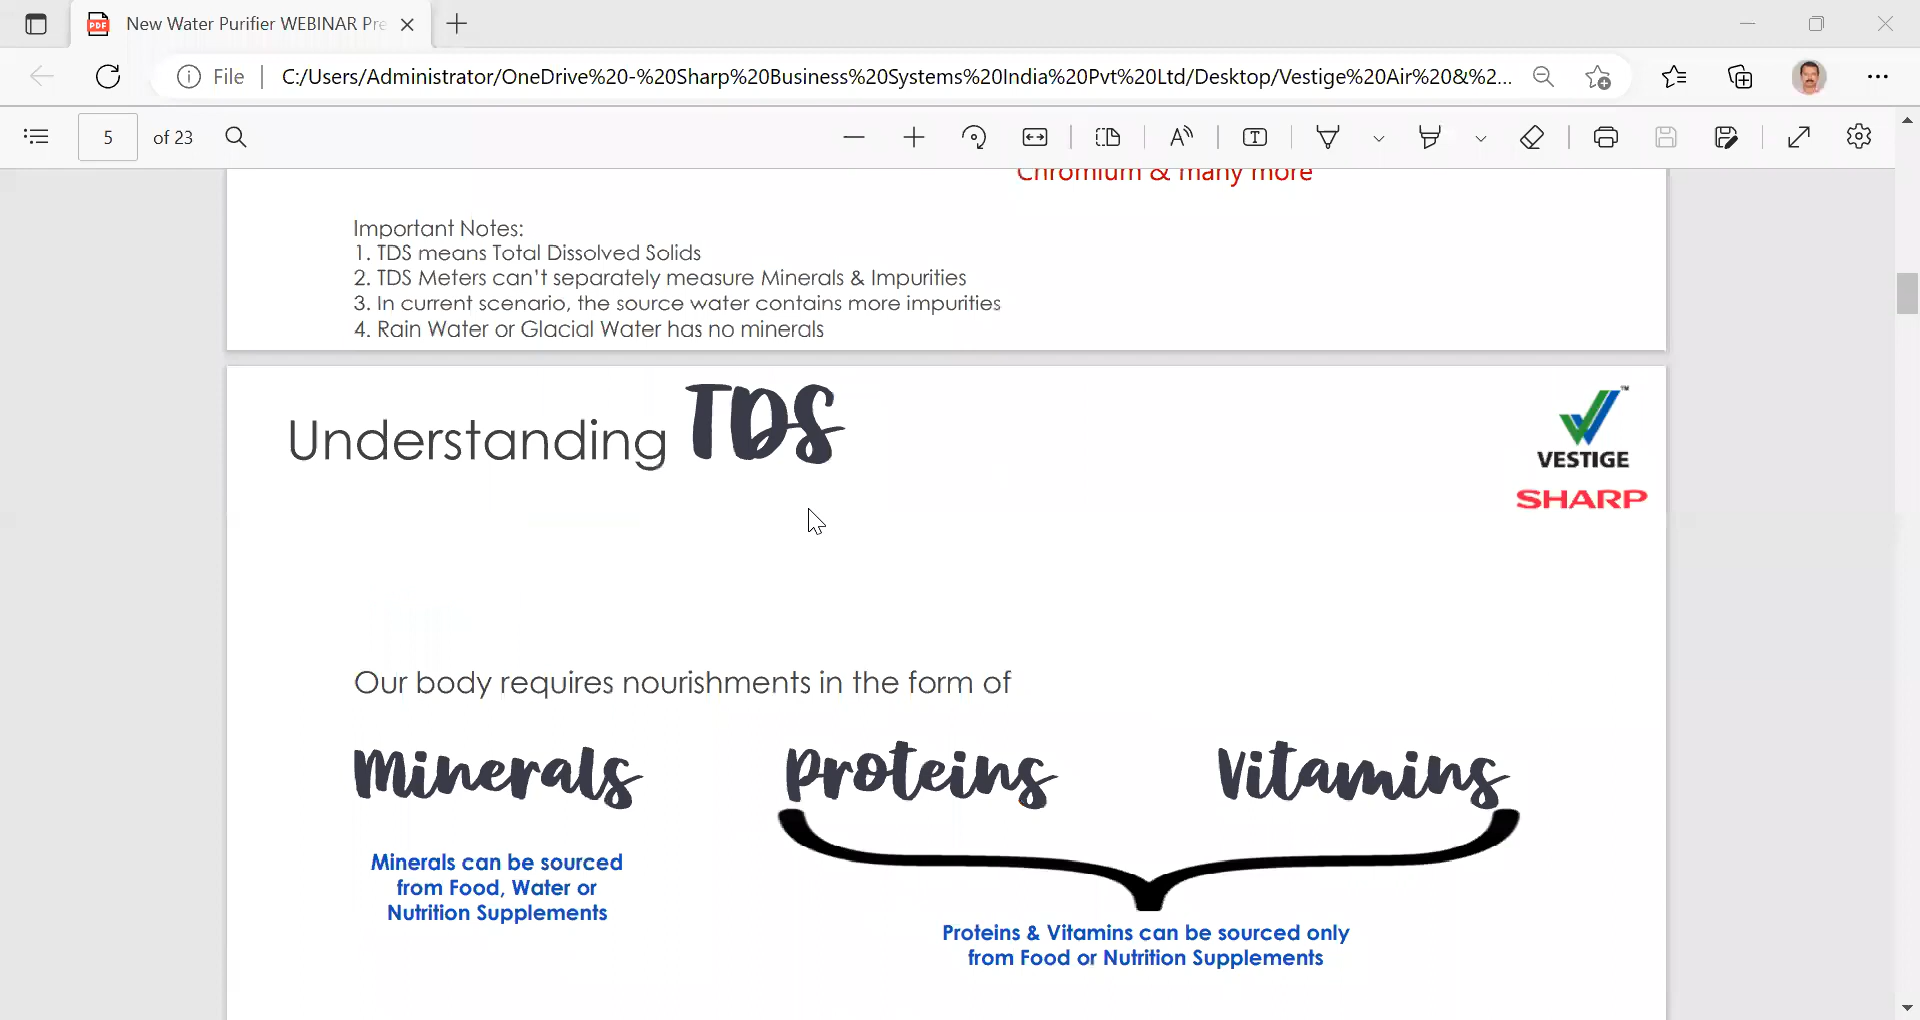 New Water Purifier WEBINAR Pre
File
C:/Users/Administrator/OneDrive%20-%20Sharp%20Business%20Systems%20India%20Pvt%20Ltd/Desktop/Vestige%20Air%20&%2...
5 of 23
Chromium & many more
Important Notes:
1. TDS means Total Dissolved Solids
2. TDS Meters can't separately measure Minerals & Impurities
3. In current scenario, the source water contains more impurities
4. Rain Water or Glacial Water has no minerals
Understanding TDS
VESTIGE
SHARP
Our body requires nourishments in the form of
Minerals Proteins Vitamins
Minerals can be sourced
from Food, Water or
Nutrition Supplements
Proteins & Vitamins can be sourced only
from Food or Nutrition Supplements